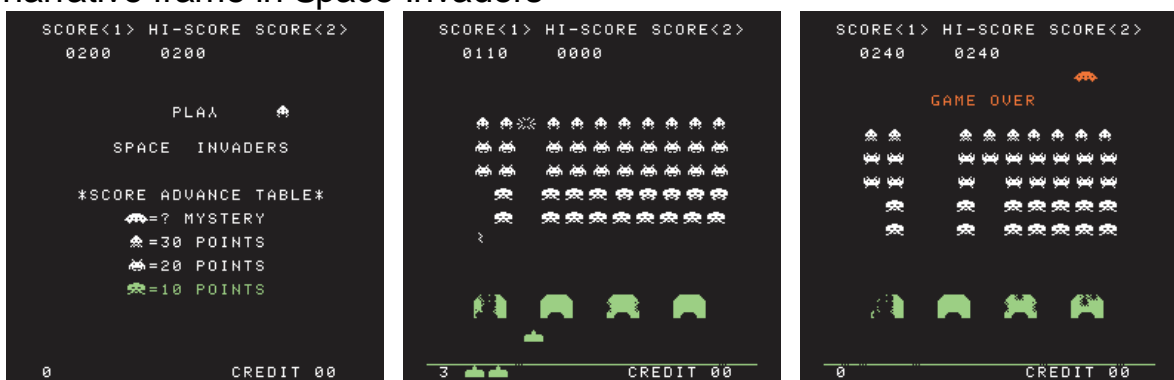 narrative frame in Space Invaders
SCORE<1> HI-SCORE SCORE<2>
0200 0200
PLAY
SPACE INVADERS
*SCORE ADVANCE TABLE*
=? MYSTERY
=30 POINTS
=20 POINTS
=10 POINTS
0 CREDIT 00
SCORE<1> HI-SCORE SCORE<2>
0110 0000
3 CREDIT 00
SCORE<1> HI-SCORE SCORE<2>
0240 0240
GAME OVER
0 CREDIT 00